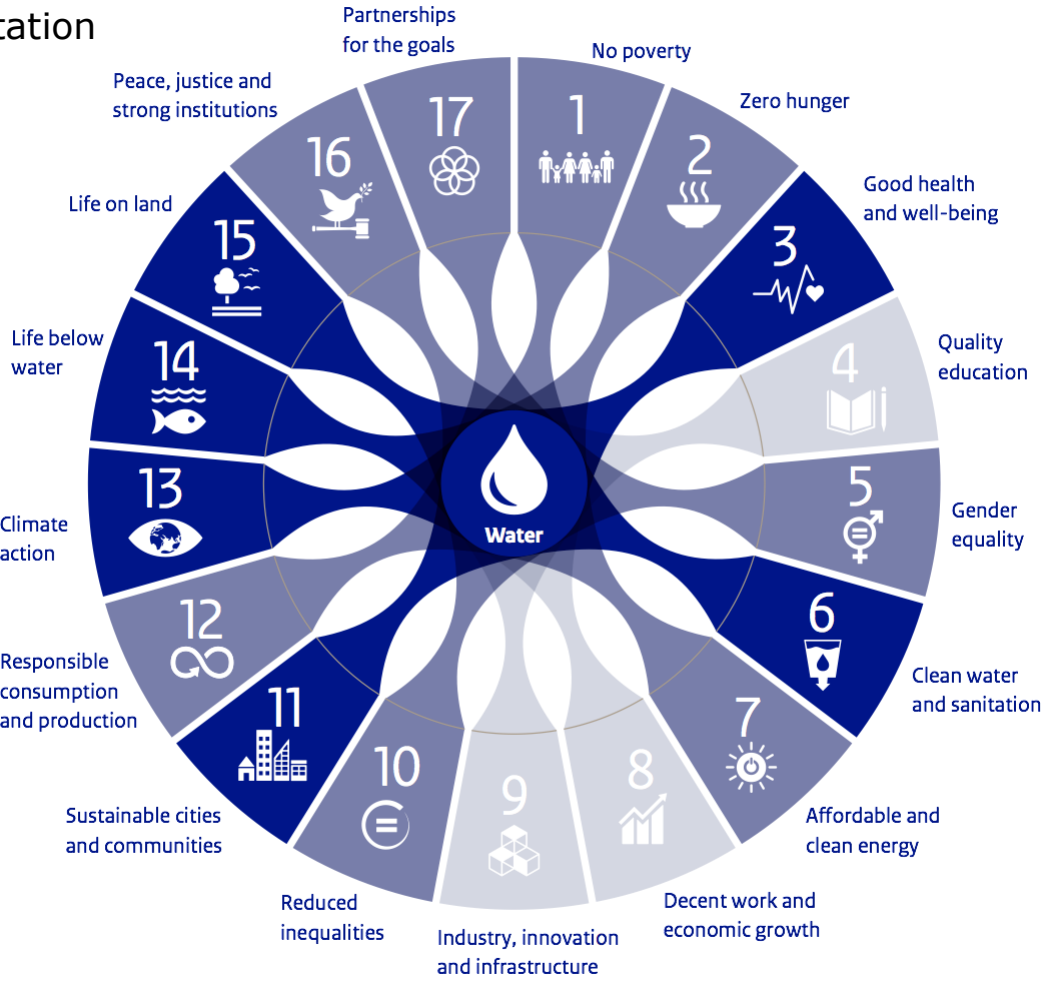 Partnerships
for the goals
No poverty
Peace, justice and
strong institutions
Zero hunger
17
1
16
2
Life on land
Good health
and well-being
15
3
Life below
water
14
4
Quality
education
13
5
Climate
action
Gender
equality
Water
12
6
Responsible
consumption
and production
Clean water
and sanitation
11
7
10
8
9
Sustainable cities
and communities
Affordable and
clean energy
Reduced
inequalities
Decent work and
economic growth
Industry, innovation
and infrastructure